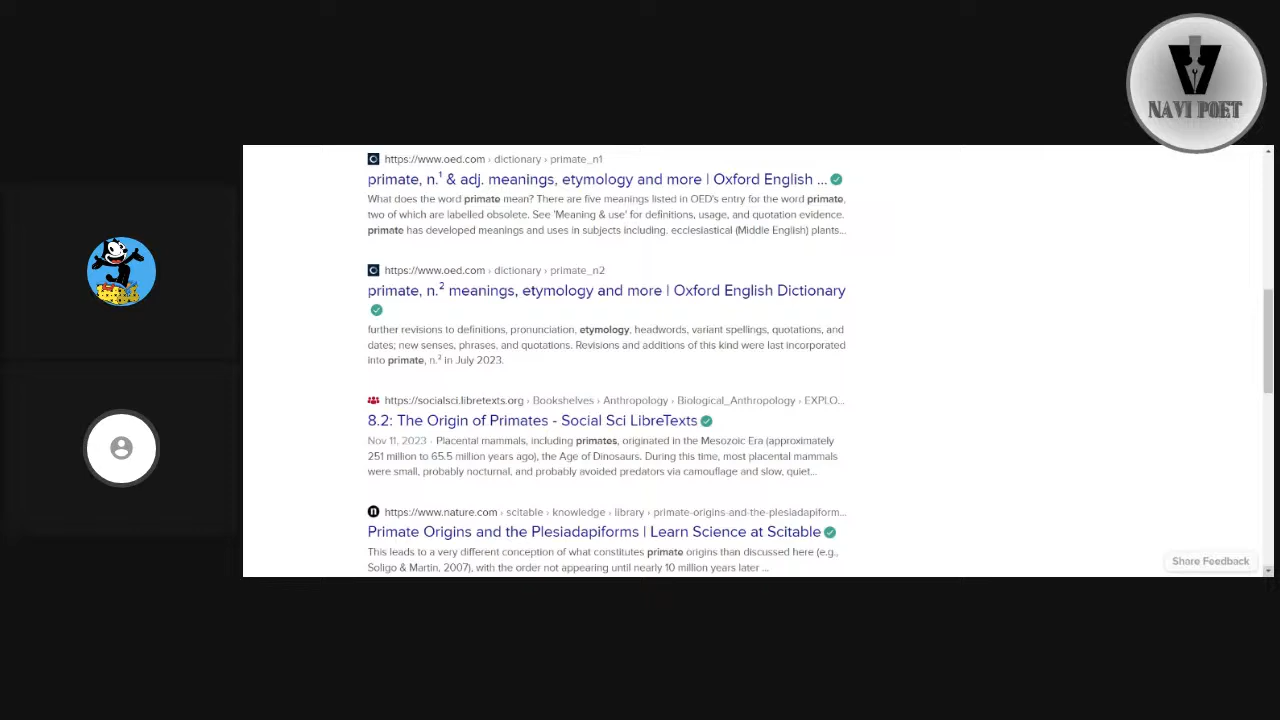 NAVI POET
https://www.oed.com › dictionary › primate_n1
primate, n.¹ & adj. meanings, etymology and more | Oxford English ...
What does the word primate mean? There are five meanings listed in OED's entry for the word primate,
two of which are labelled obsolete. See 'Meaning & use' for definitions, usage, and quotation evidence.
primate has developed meanings and uses in subjects including. ecclesiastical (Middle English) plants...
https://www.oed.com › dictionary › primate_n2
primate, n.² meanings, etymology and more | Oxford English Dictionary
further revisions to definitions, pronunciation, etymology, headwords, variant spellings, quotations, and
dates; new senses, phrases, and quotations. Revisions and additions of this kind were last incorporated
into primate, n.² in July 2023.
https://socialsci.libretexts.org › Bookshelves › Anthropology › Biological_Anthropology › EXPLO...
8.2: The Origin of Primates - Social Sci LibreTexts
Nov 11, 2023 · Placental mammals, including primates, originated in the Mesozoic Era (approximately
251 million to 65.5 million years ago), the Age of Dinosaurs. During this time, most placental mammals
were small, probably nocturnal, and probably avoided predators via camouflage and slow, quiet...
https://www.nature.com › scitable › knowledge › library › primate-origins-and-the-plesiadapiform...
Primate Origins and the Plesiadapiforms | Learn Science at Scitable
This leads to a very different conception of what constitutes primate origins than discussed here (e.g.,
Soligo & Martin, 2007), with the order not appearing until nearly 10 million years later ...
Share Feedback